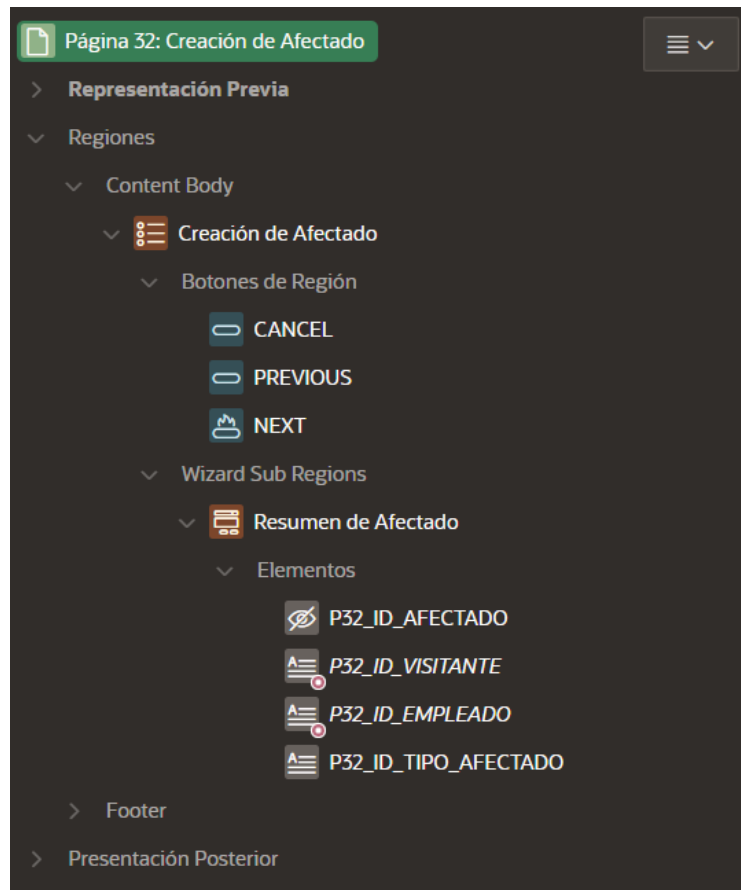 Página 32: Creación de Afectado
Representación Previa
Regiones
Content Body
Creación de Afectado
Botones de Región
CANCEL
PREVIOUS
NEXT
Wizard Sub Regions
Resumen de Afectado
Elementos
P32_ID_AFECTADO
P32_ID_VISITANTE
P32_ID_EMPLEADO
P32_ID_TIPO_AFECTADO
Footer
Presentación Posterior